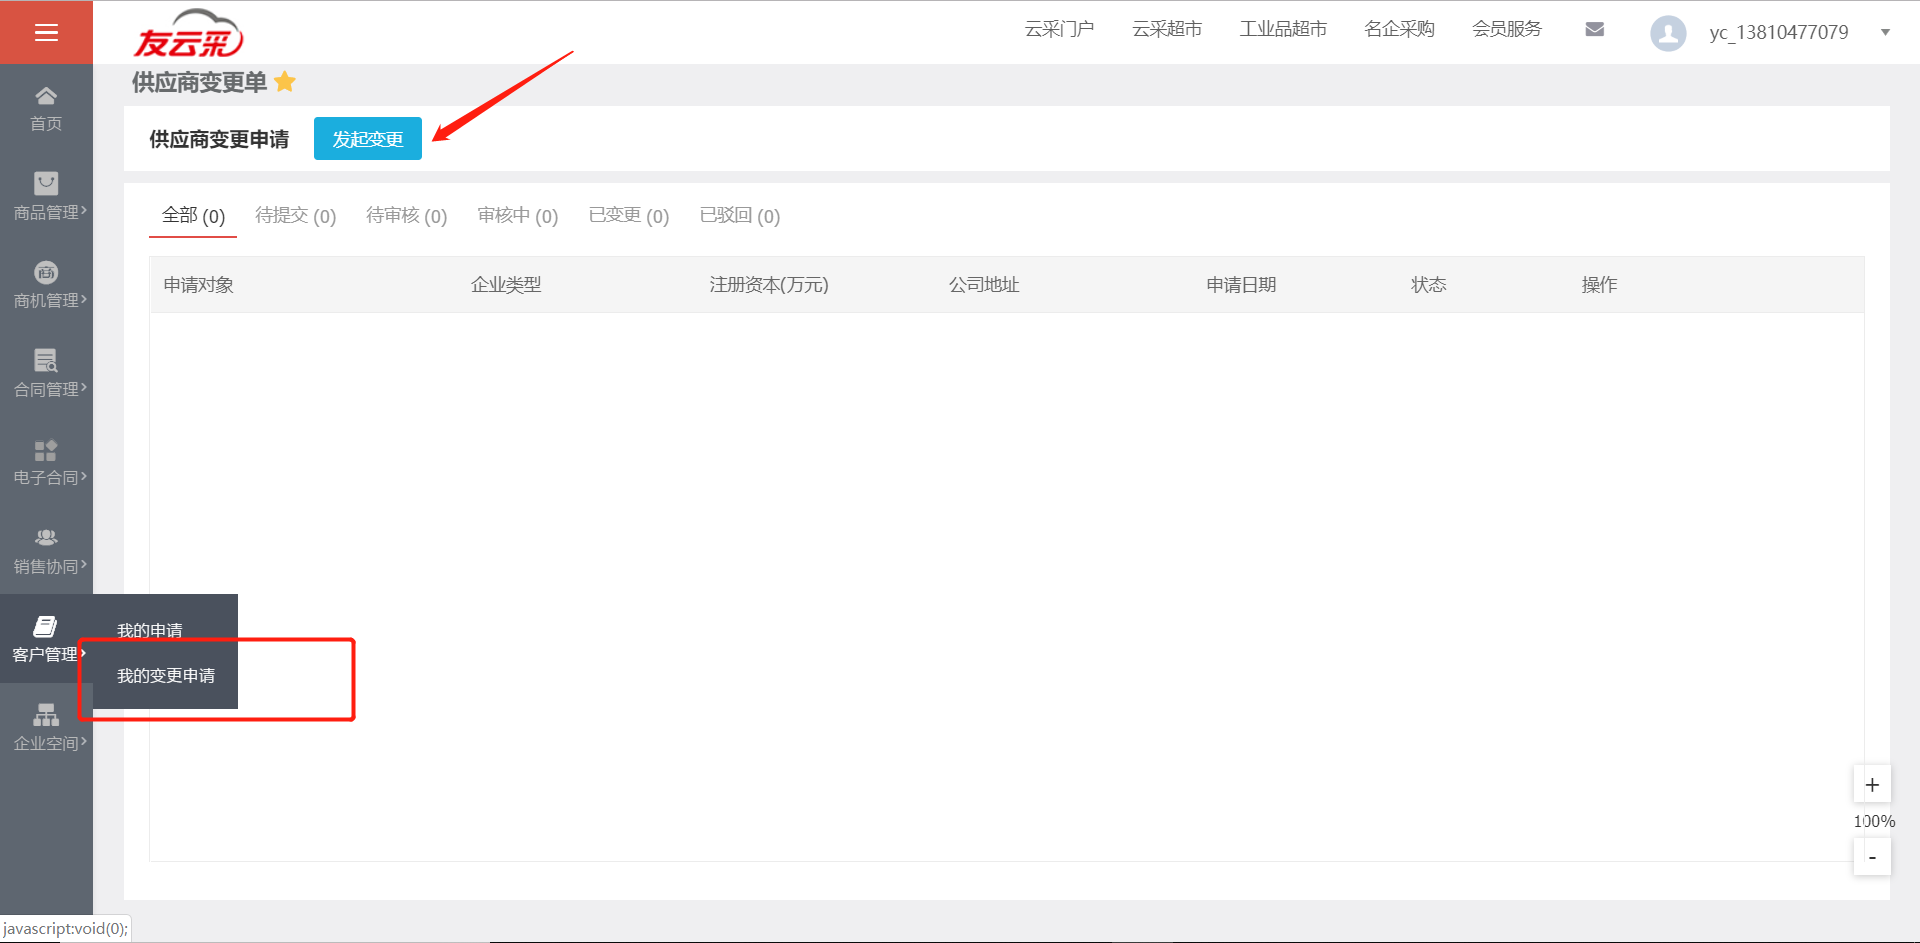 友云采
云采门户 云采超市 工业品超市 名企采购 会员服务 yc_13810477079
供应商变更单
供应商变更申请 发起变更
全部 (0) 待提交 (0) 待审核 (0) 审核中 (0) 已变更 (0) 已驳回 (0)
申请对象 企业类型 注册资本(万元) 公司地址 申请日期 状态 操作
首页
商品管理
商
商机管理
合同管理
电子合同
销售协同
客户管理
我的申请
我的变更申请
企业空间
+
100%
-
javascript:void(0);